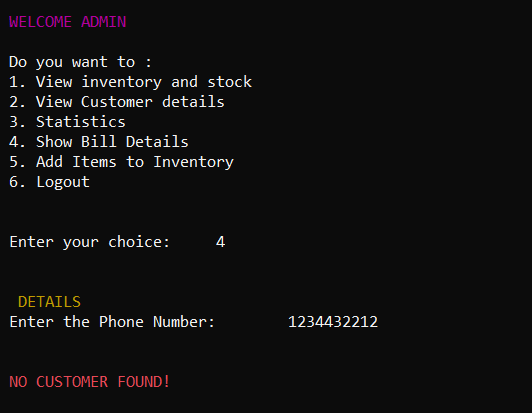 WELCOME ADMIN
Do you want to :
1. View inventory and stock
2. View Customer details
3. Statistics
4. Show Bill Details
5. Add Items to Inventory
6. Logout
Enter your choice: 4
DETAILS
Enter the Phone Number: 1234432212
NO CUSTOMER FOUND!